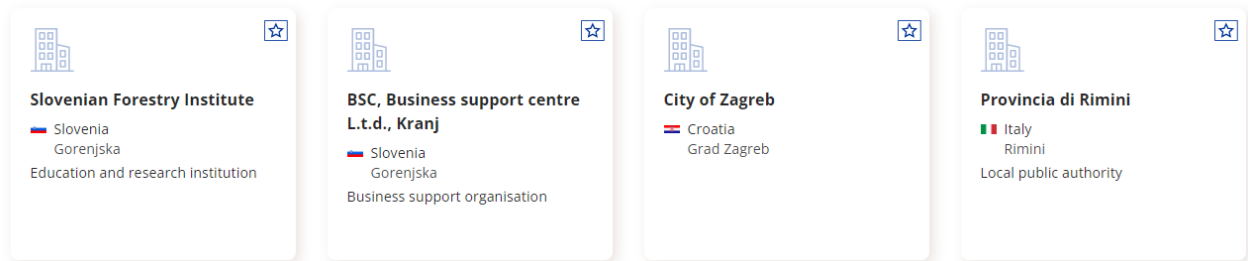 Slovenian Forestry Institute
Slovenia
Gorenjska
Education and research institution
BSC, Business support centre
L.t.d., Kranj
Slovenia
Gorenjska
Business support organisation
City of Zagreb
Croatia
Grad Zagreb
Provincia di Rimini
Italy
Rimini
Local public authority